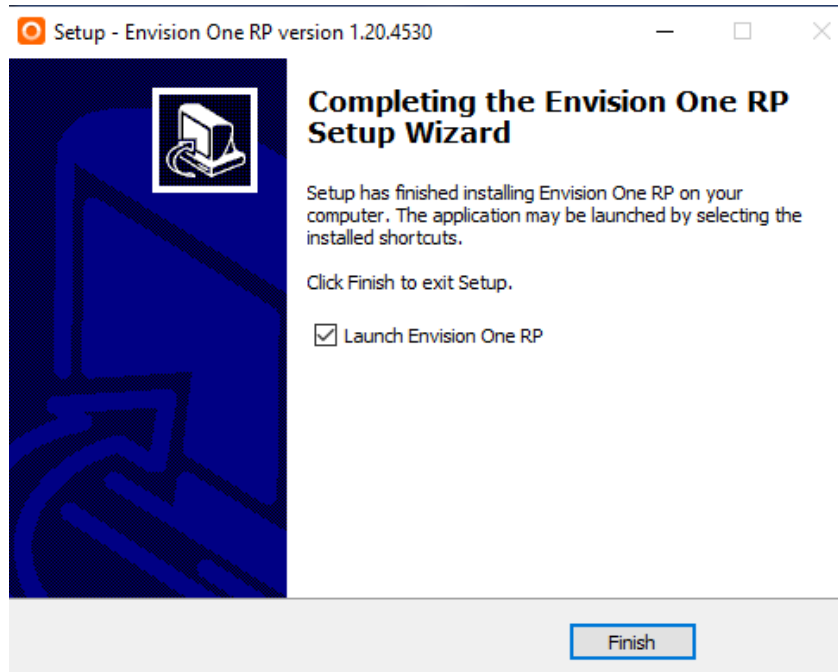 Setup - Envision One RP version 1.20.4530
Completing the Envision One RP
Setup Wizard
Setup has finished installing Envision One RP on your
computer. The application may be launched by selecting the
installed shortcuts.
Click Finish to exit Setup.
Launch Envision One RP
Finish